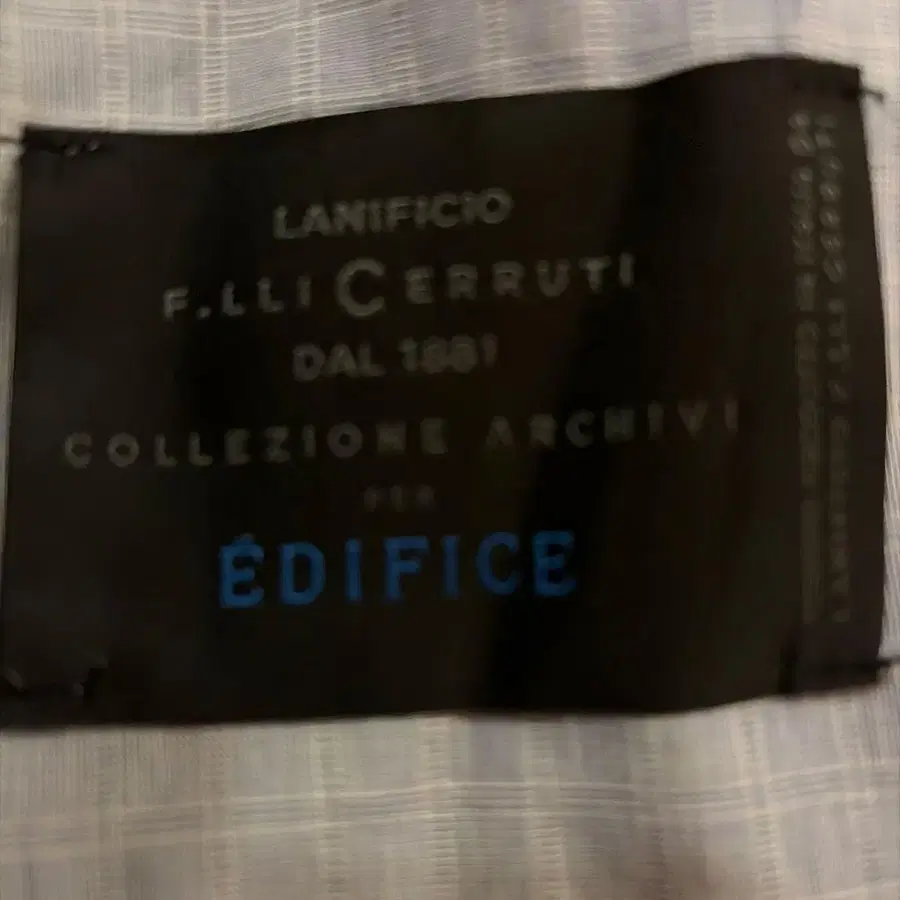 LANIFICIO
F.LLI CERRUTI
DAL 1881
COLLEZIONE ARCHIVI
PER
ÉDIFICE